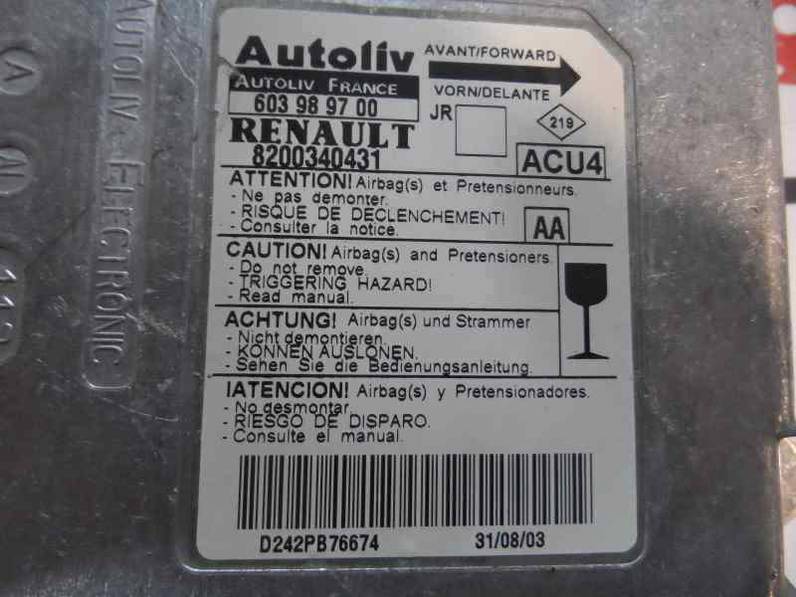 Autoliv
AVANT/FORWARD
AUTOLIV FRANCE
VORN/DELANTE
603 98 97 00
JR
219
RENAULT
8200340431
ACU4
ATTENTION! Airbag(s) et Pretensionneurs.
- Ne pas demonter.
- RISQUE DE DECLENCHEMENT!
- Consulter la notice.
AA
CAUTION! Airbag(s) and Pretensioners.
- Do not remove.
- TRIGGERING HAZARD!
- Read manual.
ACHTUNG! Airbag(s) und Strammer
- Nicht demontieren.
- KONNEN AUSLONEN.
- Sehen Sie die Bedienungsanleitung.
IATENCION! Airbag(s) y Pretensionadores.
- No desmontar.
- RIESGO DE DISPARO.
- Consulte el manual.
D242PB76674
31/08/03
AUTOLIV - ELECTRONIC
A